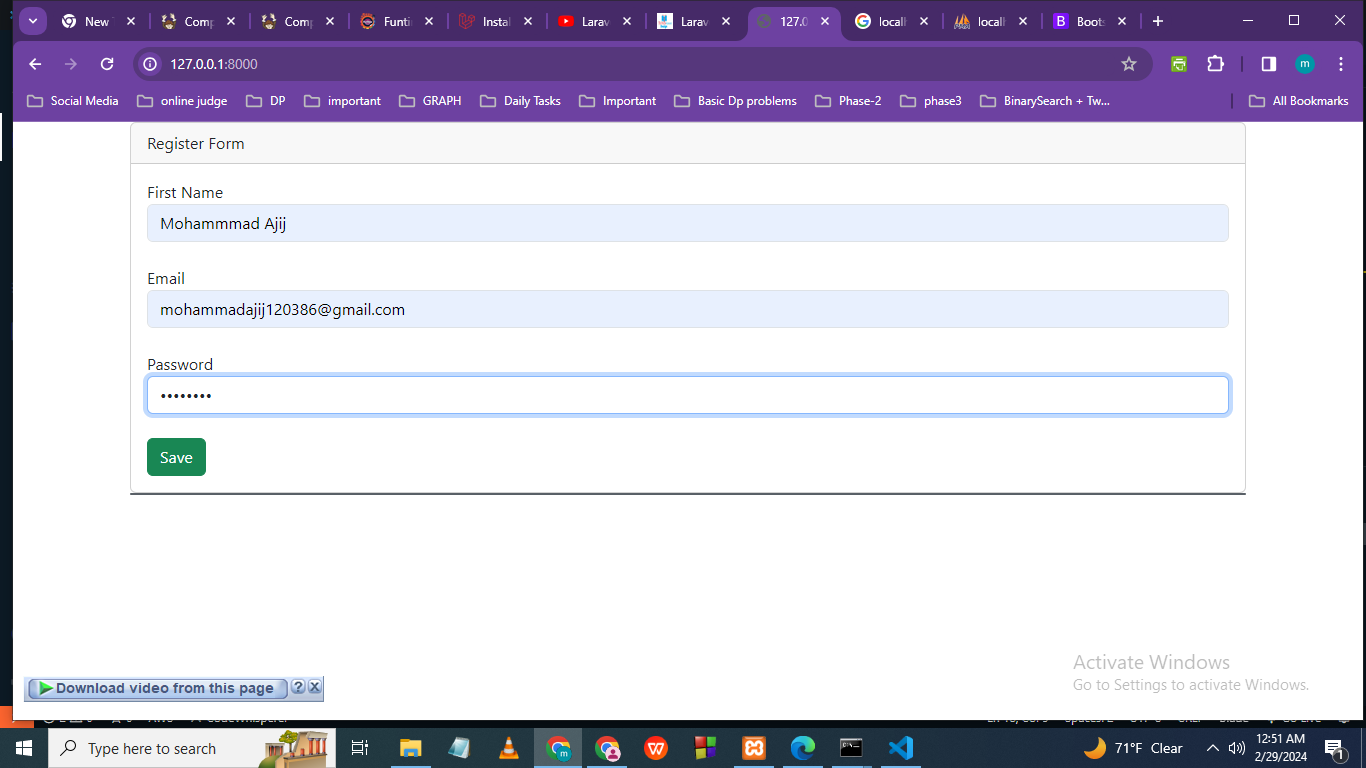 New
Comp
Comp
Funti
Instal
Larav
Larav
127.0
localh
localh
Boots
127.0.0.1:8000
m
Social Media
online judge
DP
important
GRAPH
Daily Tasks
Important
Basic Dp problems
Phase-2
phase3
BinarySearch + Tw...
All Bookmarks
Register Form
First Name
Mohammmad Ajij
Email
mohammadajij120386@gmail.com
Password
••••••••
Save
Activate Windows
Go to Settings to activate Windows.
Download video from this page
Type here to search
71°F Clear
12:51 AM
2/29/2024
1